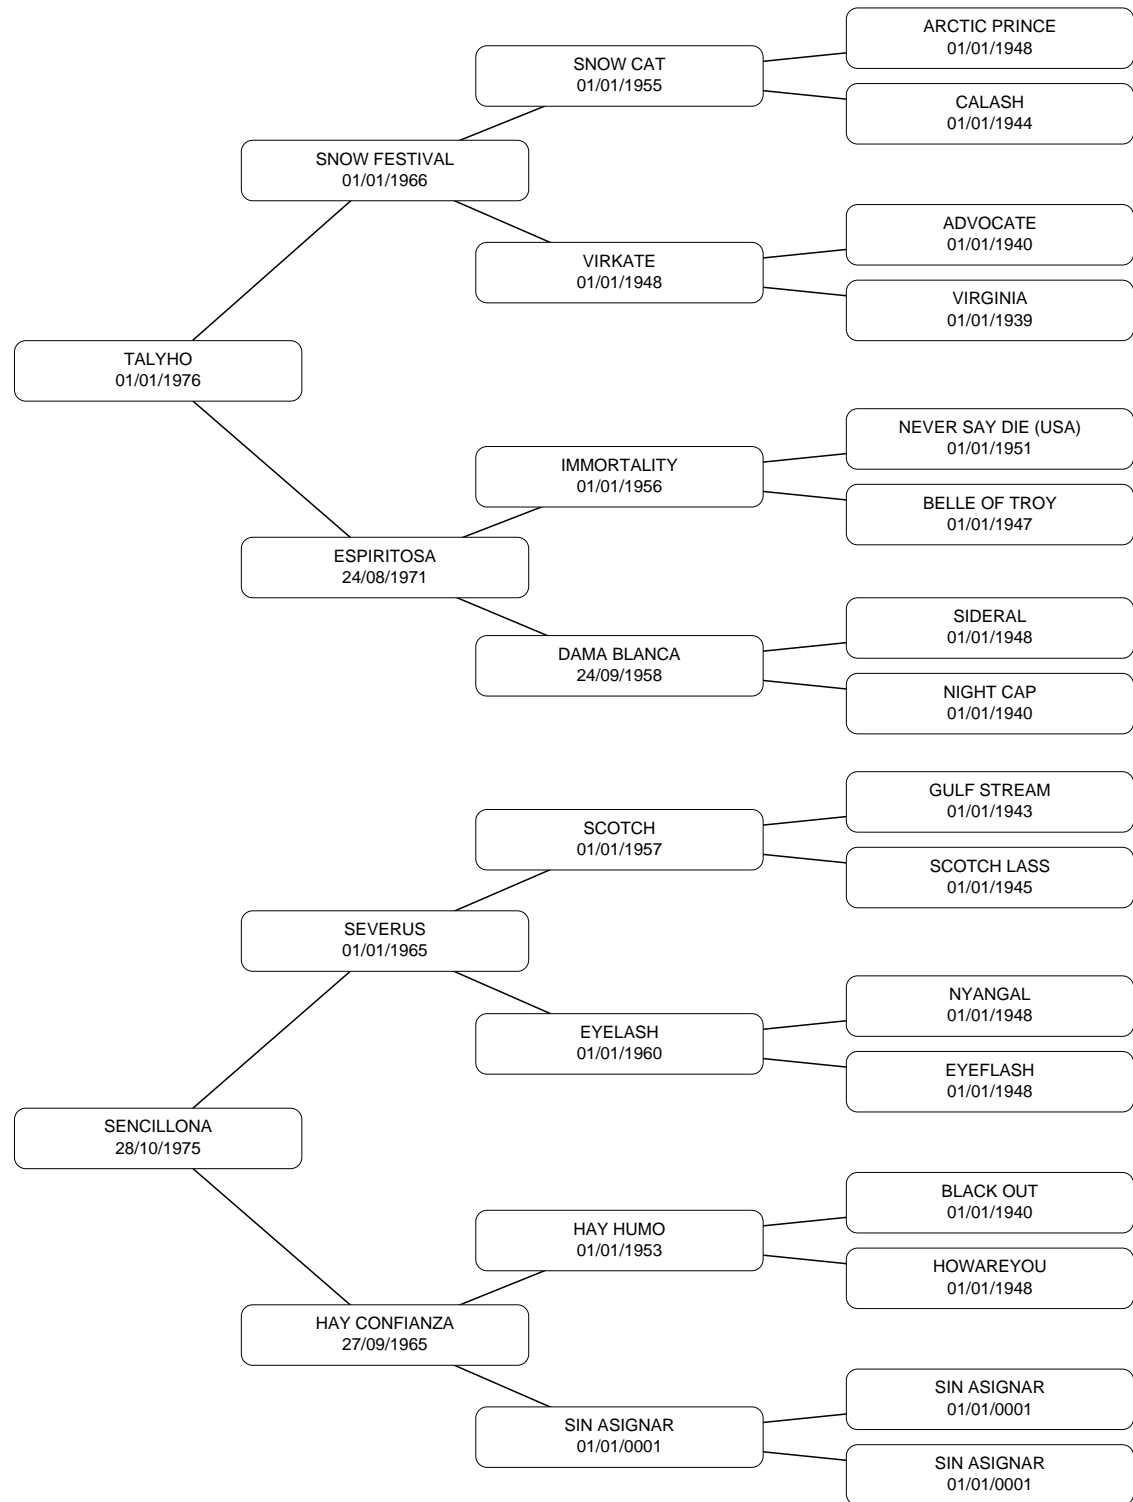 ARCTIC PRINCE
01/01/1948
SNOW CAT
01/01/1955
CALASH
01/01/1944
SNOW FESTIVAL
01/01/1966
ADVOCATE
01/01/1940
VIRKATE
01/01/1948
VIRGINIA
01/01/1939
TALYHO
01/01/1976
NEVER SAY DIE (USA)
01/01/1951
IMMORTALITY
01/01/1956
BELLE OF TROY
01/01/1947
ESPIRITOSA
24/08/1971
SIDERAL
01/01/1948
DAMA BLANCA
24/09/1958
NIGHT CAP
01/01/1940
GULF STREAM
01/01/1943
SCOTCH
01/01/1957
SCOTCH LASS
01/01/1945
SEVERUS
01/01/1965
NYANGAL
01/01/1948
EYELASH
01/01/1960
EYEFLASH
01/01/1948
SENCILLONA
28/10/1975
BLACK OUT
01/01/1940
HAY HUMO
01/01/1953
HOWAREYOU
01/01/1948
HAY CONFIANZA
27/09/1965
SIN ASIGNAR
01/01/0001
SIN ASIGNAR
01/01/0001
SIN ASIGNAR
01/01/0001